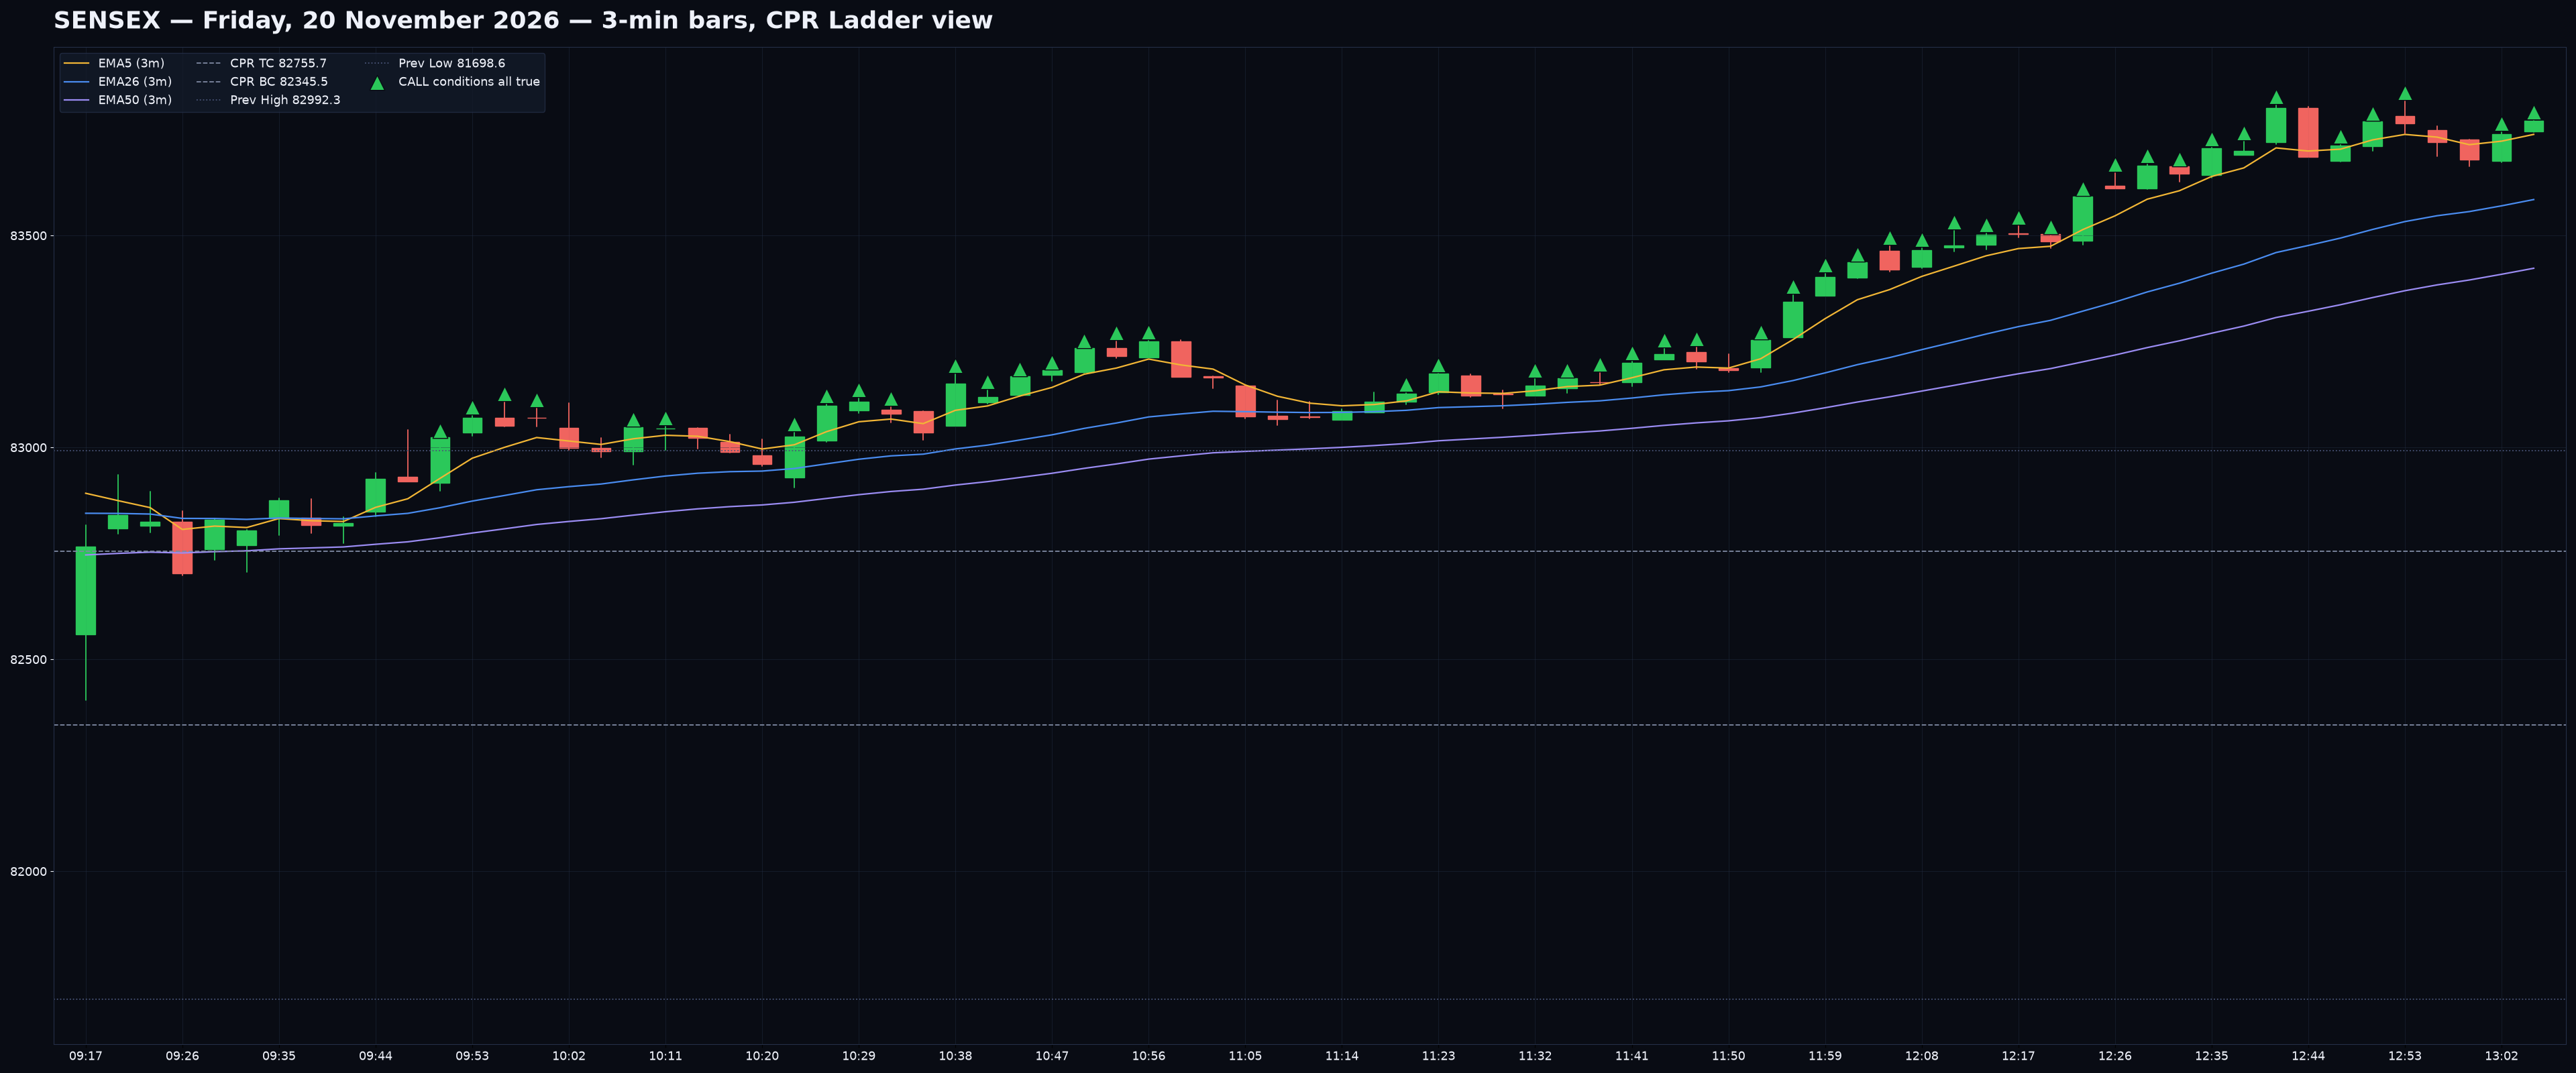 SENSEX — Friday, 20 November 2026 — 3-min bars, CPR Ladder view
EMA5 (3m)
EMA26 (3m)
EMA50 (3m)
CPR TC 82755.7
CPR BC 82345.5
Prev High 82992.3
Prev Low 81698.6
CALL conditions all true
83500
83000
82500
82000
09:17 09:26 09:35 09:44 09:53 10:02 10:11 10:20 10:29 10:38 10:47 10:56 11:05 11:14 11:23 11:32 11:41 11:50 11:59 12:08 12:17 12:26 12:35 12:44 12:53 13:02